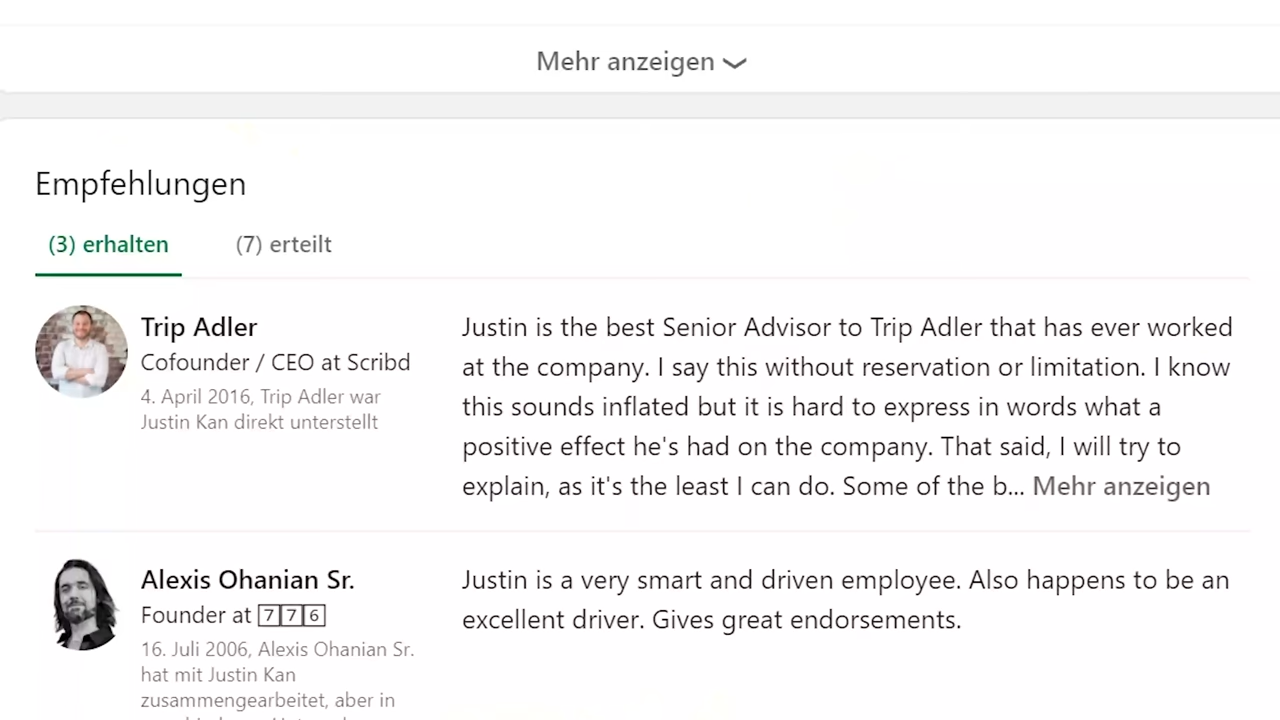 Mehr anzeigen
Empfehlungen
(3) erhalten
(7) erteilt
Trip Adler
Cofounder / CEO at Scribd
4. April 2016, Trip Adler war
Justin Kan direkt unterstellt
Justin is the best Senior Advisor to Trip Adler that has ever worked
at the company. I say this without reservation or limitation. I know
this sounds inflated but it is hard to express in words what a
positive effect he's had on the company. That said, I will try to
explain, as it's the least I can do. Some of the b... Mehr anzeigen
Alexis Ohanian Sr.
Founder at 776
16. Juli 2006, Alexis Ohanian Sr.
hat mit Justin Kan
zusammengearbeitet, aber in
Justin is a very smart and driven employee. Also happens to be an
excellent driver. Gives great endorsements.